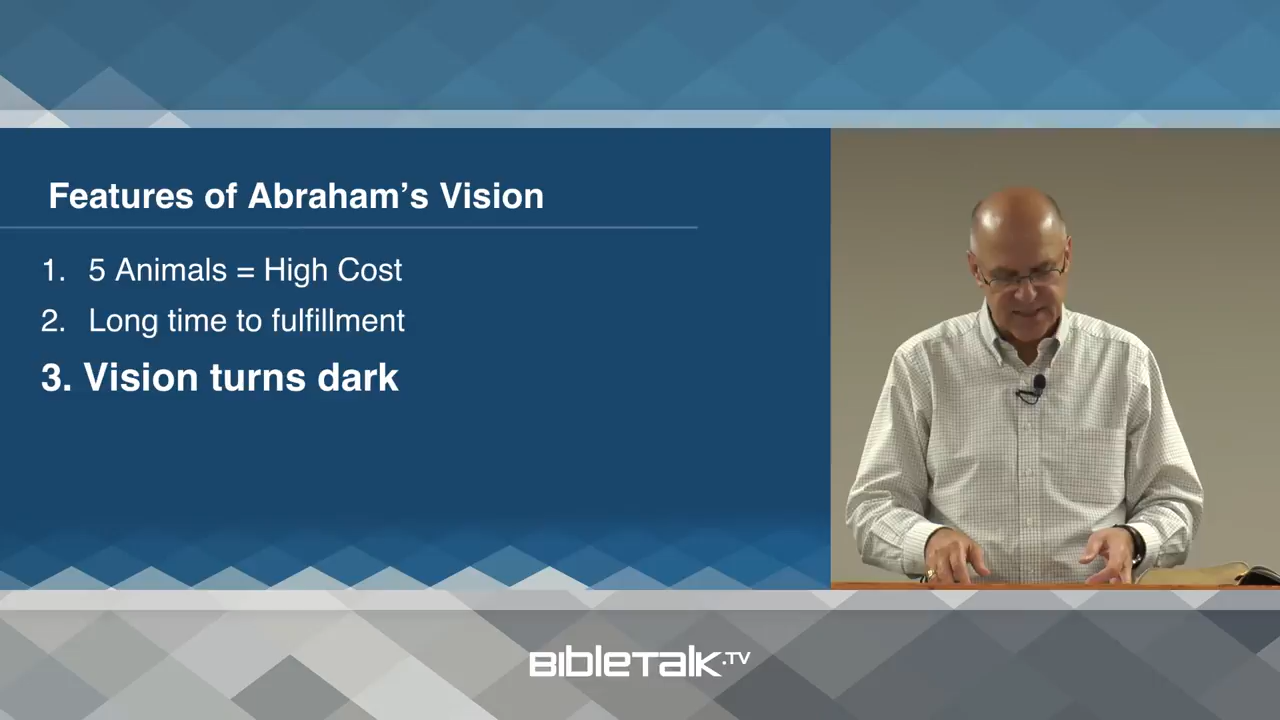 Features of Abraham’s Vision
1. 5 Animals = High Cost
2. Long time to fulfillment
3. Vision turns dark
BIBLETALK.TV